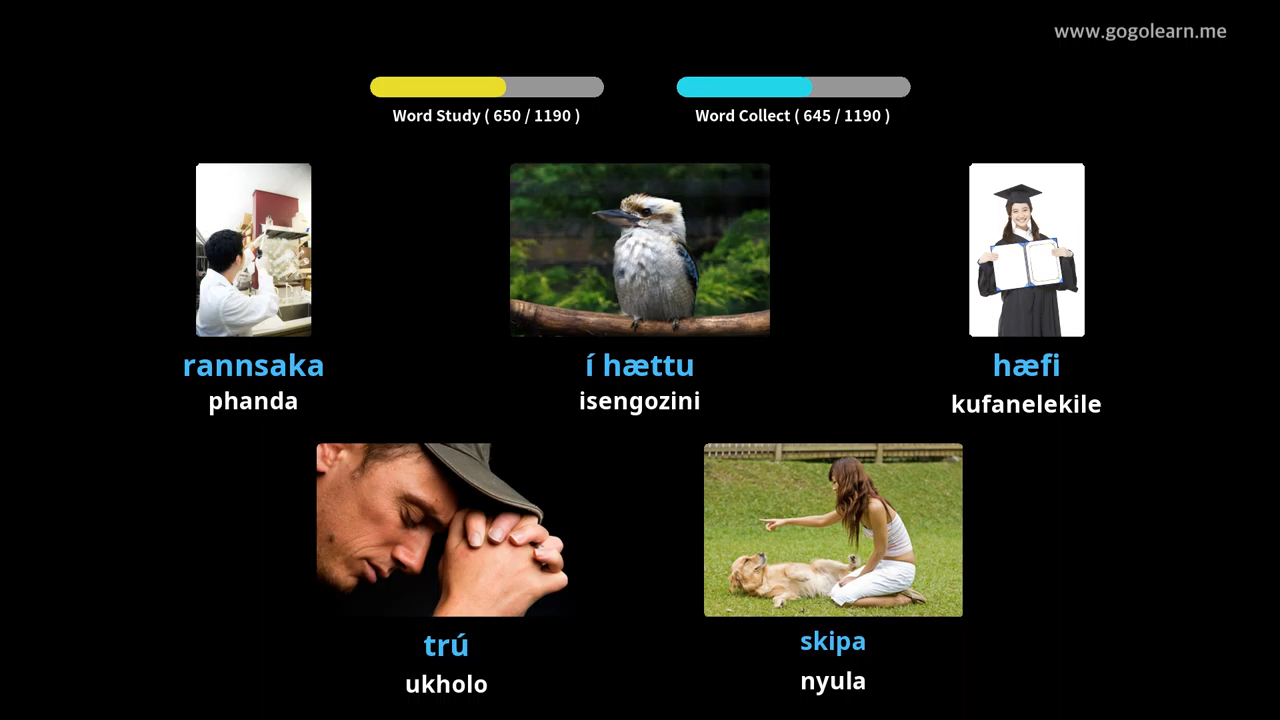 www.gogolearn.me
Word Study ( 650 / 1190 )
Word Collect ( 645 / 1190 )
rannsaka
phanda
í hættu
isengozini
hæfi
kufanelekile
trú
ukholo
skipa
nyula